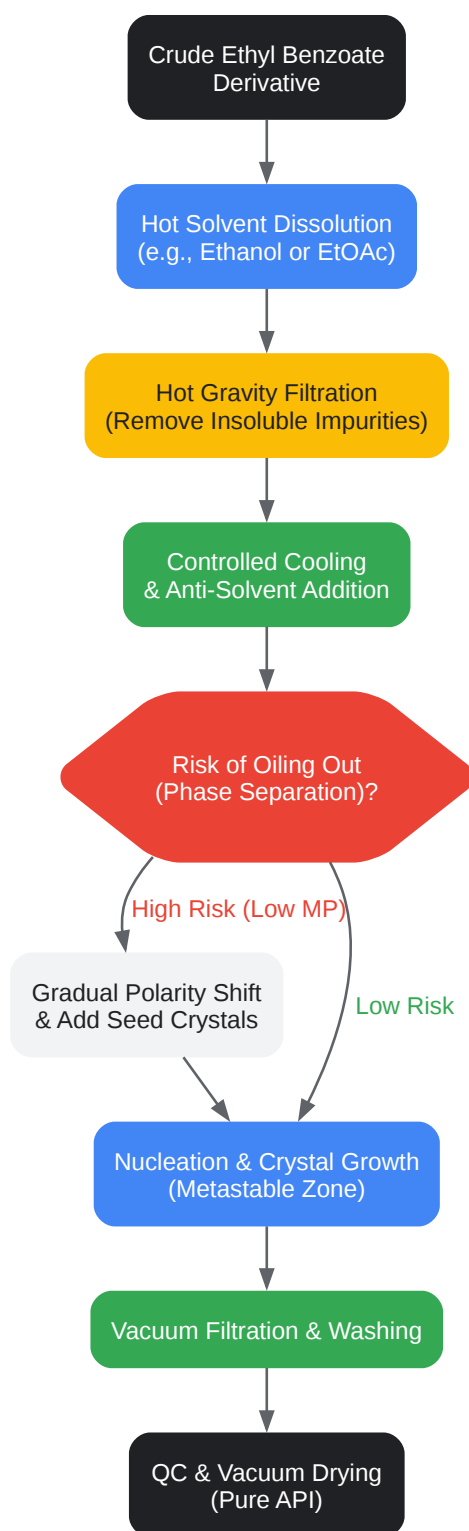 Crude Ethyl Benzoate
Derivative
Hot Solvent Dissolution
(e.g., Ethanol or EtOAc)
Hot Gravity Filtration
(Remove Insoluble Impurities)
Controlled Cooling
& Anti-Solvent Addition
Risk of Oiling Out
(Phase Separation)?
High Risk (Low MP)
Gradual Polarity Shift
& Add Seed Crystals
Low Risk
Nucleation & Crystal Growth
(Metastable Zone)
Vacuum Filtration & Washing
QC & Vacuum Drying
(Pure API)